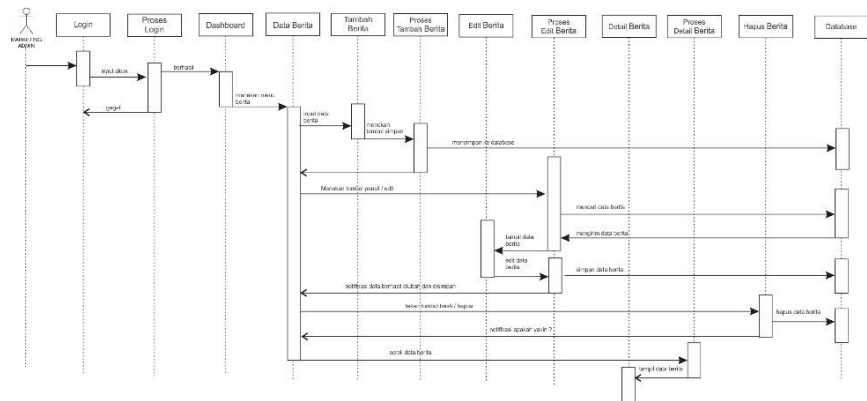 MARKETING
ADMIN
Login
Proses
Login
Dashboard
Data Berita
Tambah
Berita
Proses
Tambah Berita
Edit Berita
Proses
Edit Berita
Detail Berita
Proses
Detail Berita
Hapus Berita
Database
input akun
berhasil
gagal
menekan menu
berita
input data
berita
menekan
tombol simpan
menyimpan ke database
Menekan tombol pensil / edit
mencari data berita
mengirim data berita
tampil data
berita
edit data
berita
simpan data berita
notifikasi data berhasil diubah dan disimpan
tekan tombol trash / hapus
hapus data berita
notifikasi apakah yakin ?
scroll data berita
tampil data berita